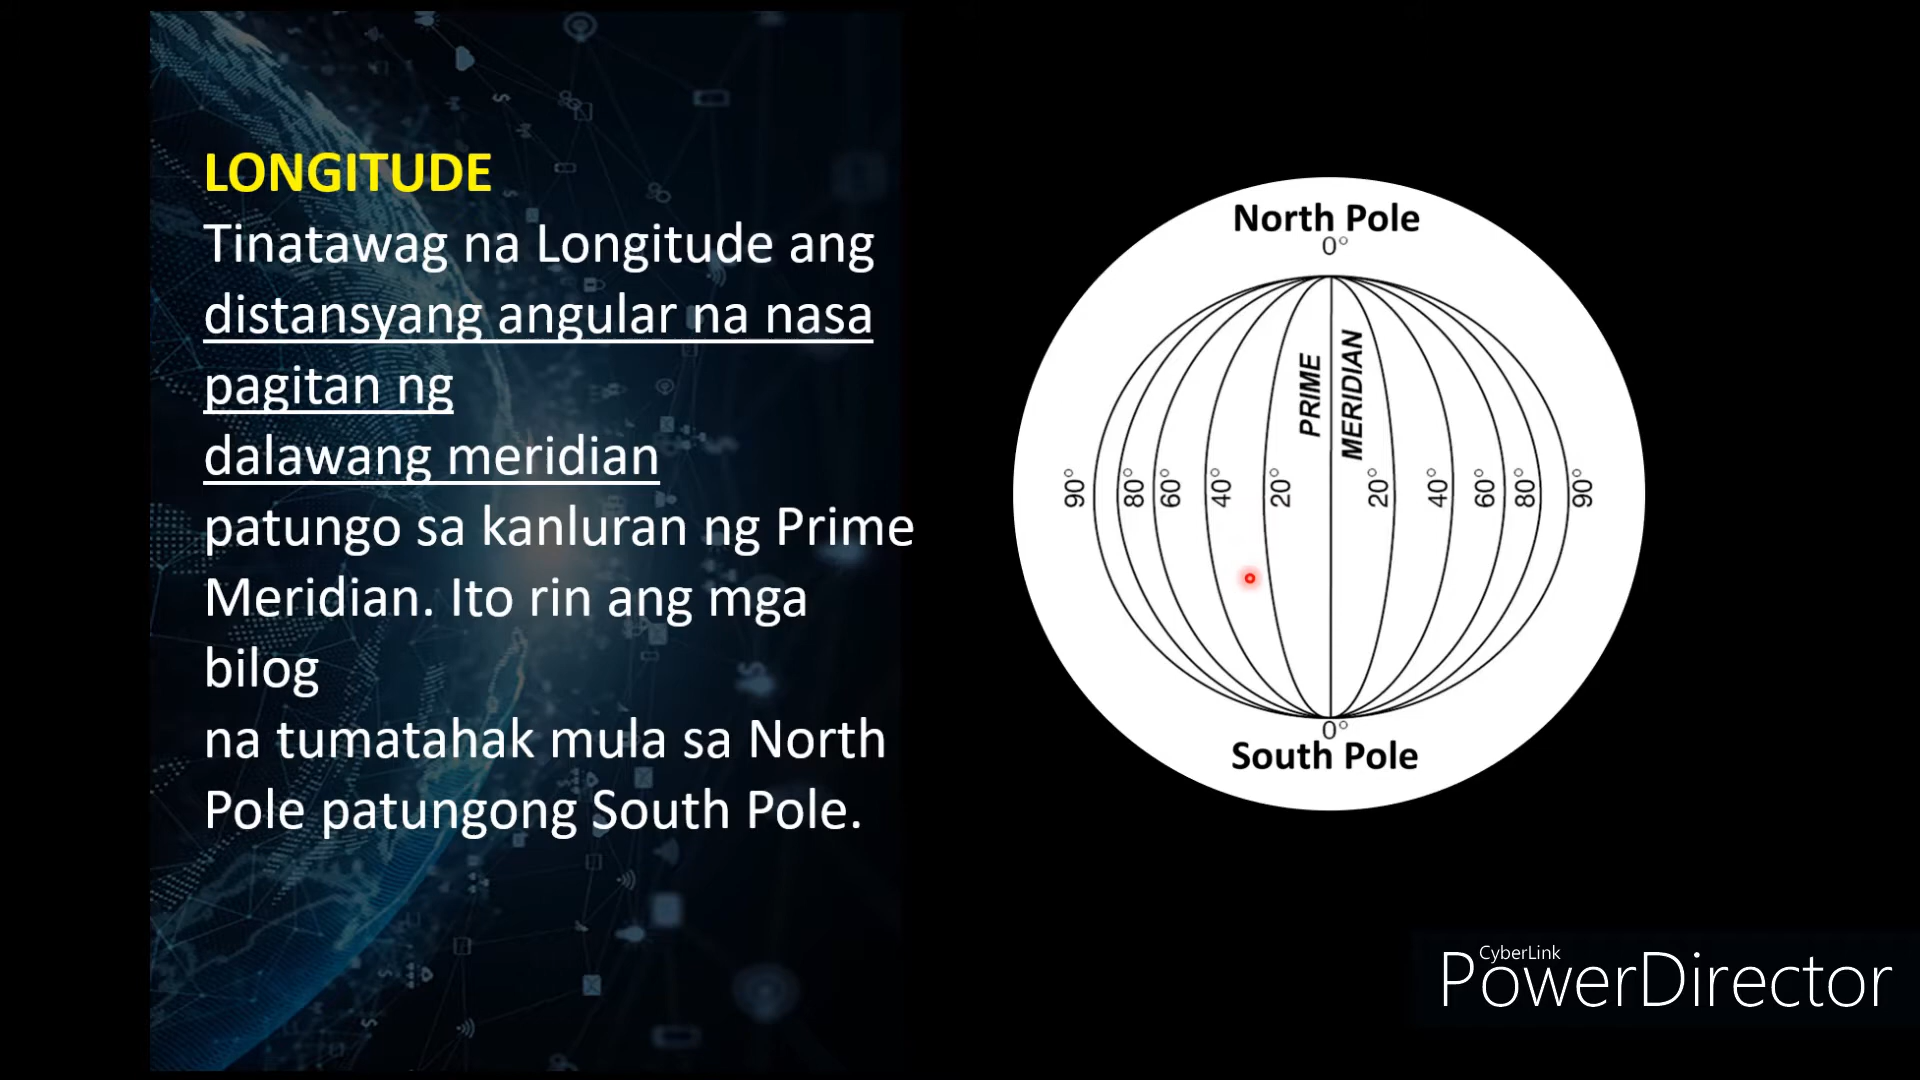 LONGITUDE
Tinatawag na Longitude ang
distansyang angular na nasa
pagitan ng
dalawang meridian
patungo sa kanluran ng Prime
Meridian. Ito rin ang mga
bilog
na tumatahak mula sa North
Pole patungong South Pole.
North Pole
0°
PRIME
MERIDIAN
90°
80°
60°
40°
20°
20°
40°
60°
80°
90°
0°
South Pole
CyberLink
PowerDirector